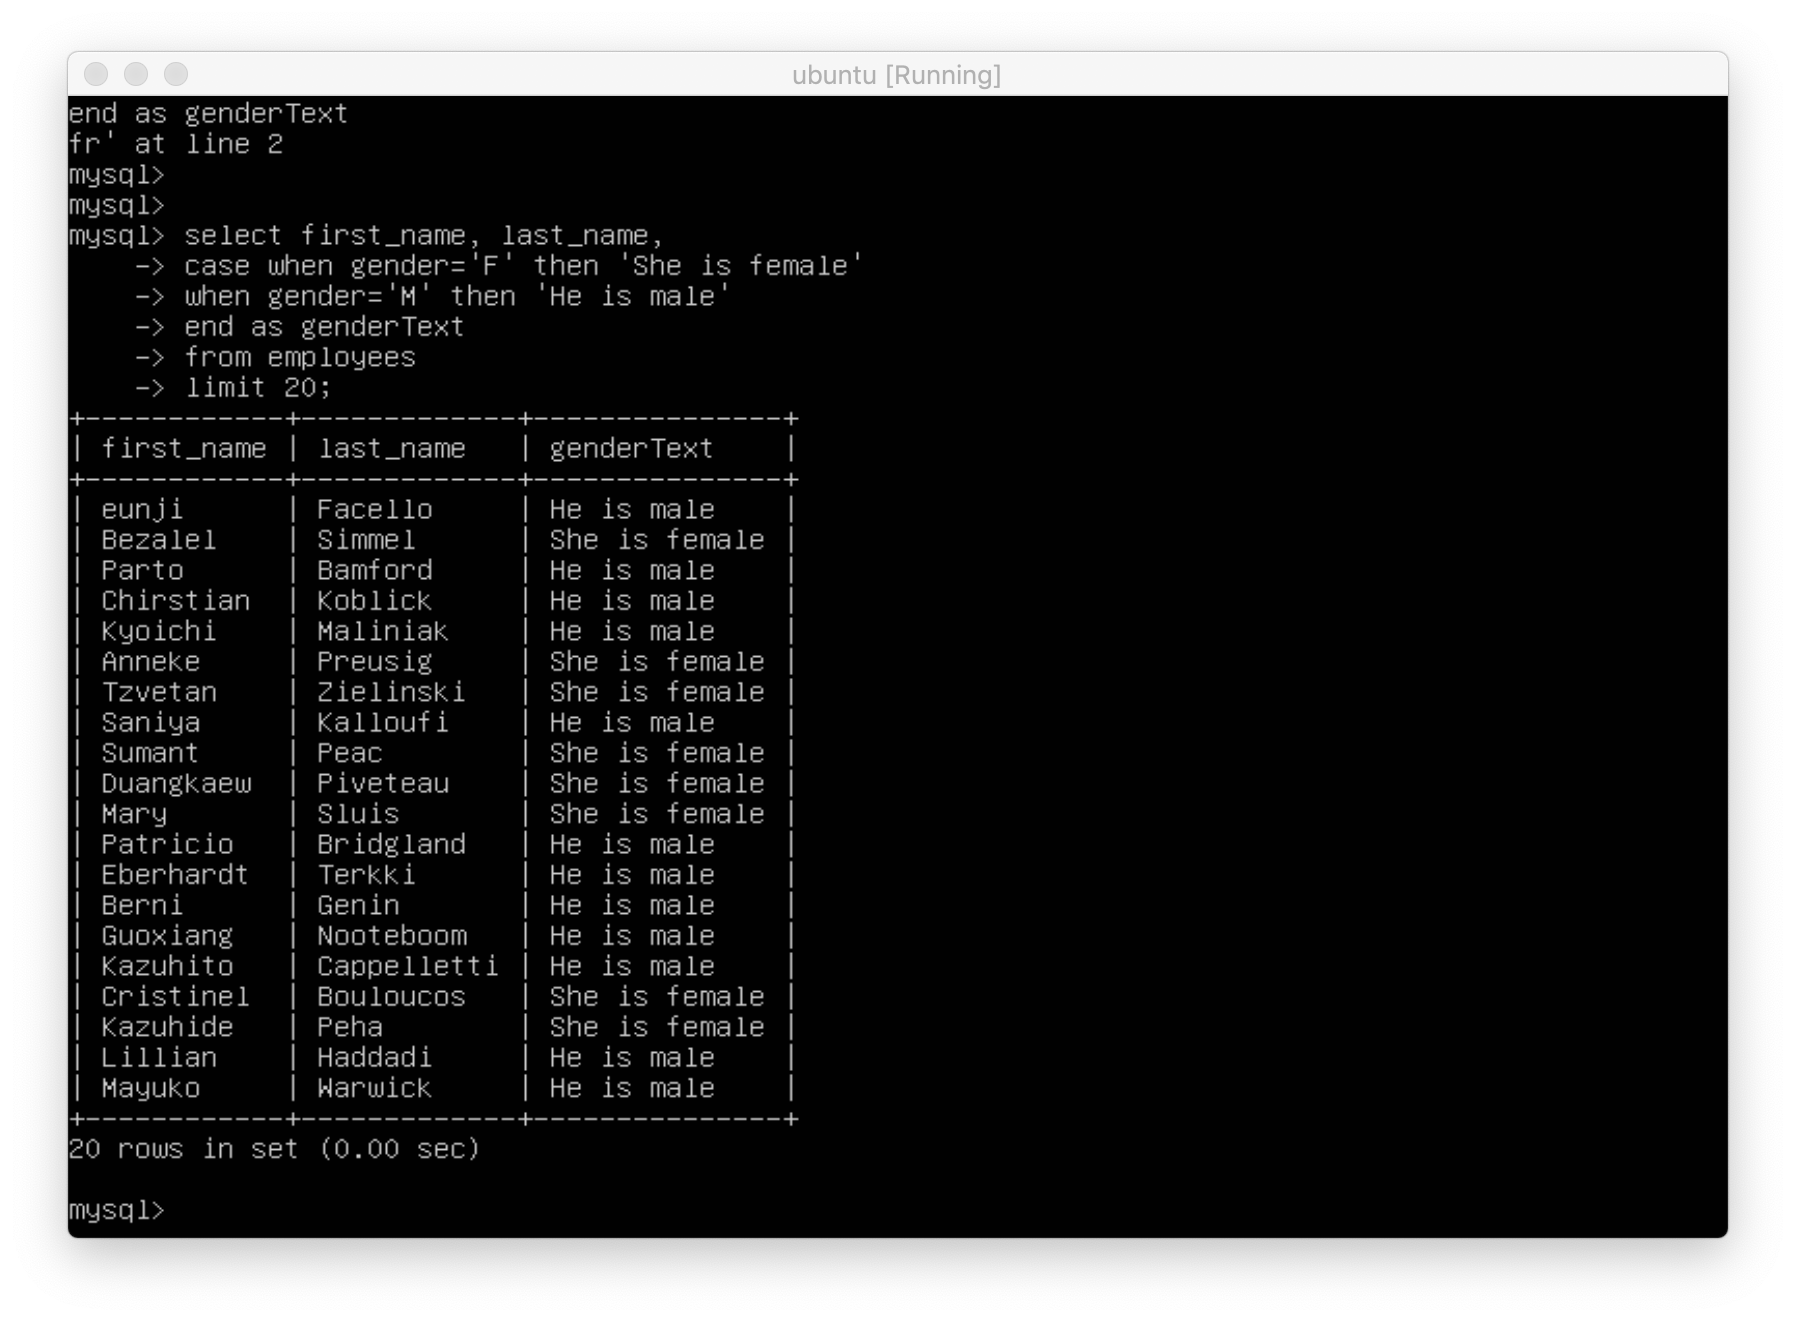 ubuntu [Running]
end as genderText
fr' at line 2
mysql>
mysql>
mysql> select first_name, last_name,
    -> case when gender='F' then 'She is female'
    -> when gender='M' then 'He is male'
    -> end as genderText
    -> from employees
    -> limit 20;
+------------+-------------+---------------+
| first_name | last_name   | genderText    |
+------------+-------------+---------------+
| eunji      | Facello     | He is male    |
| Bezalel    | Simmel      | She is female |
| Parto      | Bamford     | He is male    |
| Chirstian  | Koblick     | He is male    |
| Kyoichi    | Maliniak    | He is male    |
| Anneke     | Preusig     | She is female |
| Tzvetan    | Zielinski   | She is female |
| Saniya     | Kalloufi    | He is male    |
| Sumant     | Peac        | She is female |
| Duangkaew  | Piveteau    | She is female |
| Mary       | Sluis       | She is female |
| Patricio   | Bridgland   | He is male    |
| Eberhardt  | Terkki      | He is male    |
| Berni      | Genin       | He is male    |
| Guoxiang   | Nooteboom   | He is male    |
| Kazuhito   | Cappelletti | He is male    |
| Cristinel  | Bouloucos   | She is female |
| Kazuhide   | Peha        | She is female |
| Lillian    | Haddadi     | He is male    |
| Mayuko     | Warwick     | He is male    |
+------------+-------------+---------------+
20 rows in set (0.00 sec)
mysql>